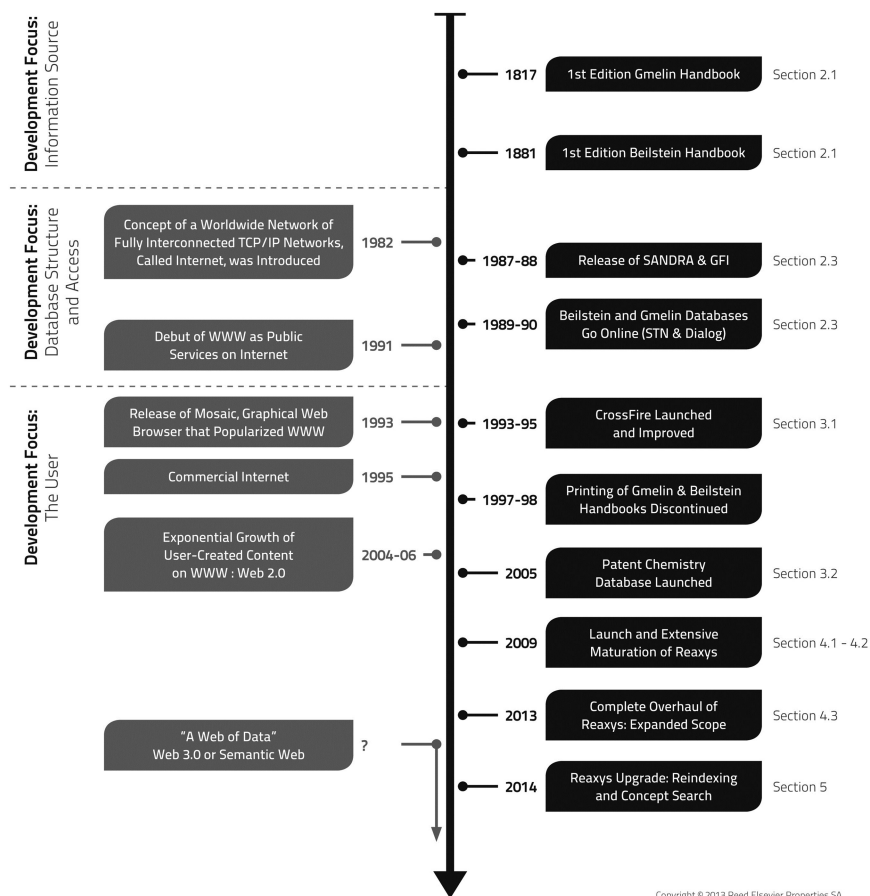 Development Focus:
Information Source
1817
1st Edition Gmelin Handbook
Section 2.1
1881
1st Edition Beilstein Handbook
Section 2.1
Development Focus:
Database Structure
and Access
Concept of a Worldwide Network of
Fully Interconnected TCP/IP Networks,
Called Internet, was Introduced
1982
1987-88
Release of SANDRA & GFI
Section 2.3
1989-90
Beilstein and Gmelin Databases
Go Online (STN & Dialog)
Section 2.3
Debut of WWW as Public
Services on Internet
1991
Development Focus:
The User
Release of Mosaic, Graphical Web
Browser that Popularized WWW
1993
1993-95
CrossFire Launched
and Improved
Section 3.1
Commercial Internet
1995
1997-98
Printing of Gmelin & Beilstein
Handbooks Discontinued
Exponential Growth of
User-Created Content
on WWW : Web 2.0
2004-06
2005
Patent Chemistry
Database Launched
Section 3.2
2009
Launch and Extensive
Maturation of Reaxys
Section 4.1 - 4.2
2013
Complete Overhaul of
Reaxys: Expanded Scope
Section 4.3
"A Web of Data"
Web 3.0 or Semantic Web
?
2014
Reaxys Upgrade: Reindexing
and Concept Search
Section 5
Copyright © 2013 Reed Elsevier Properties SA